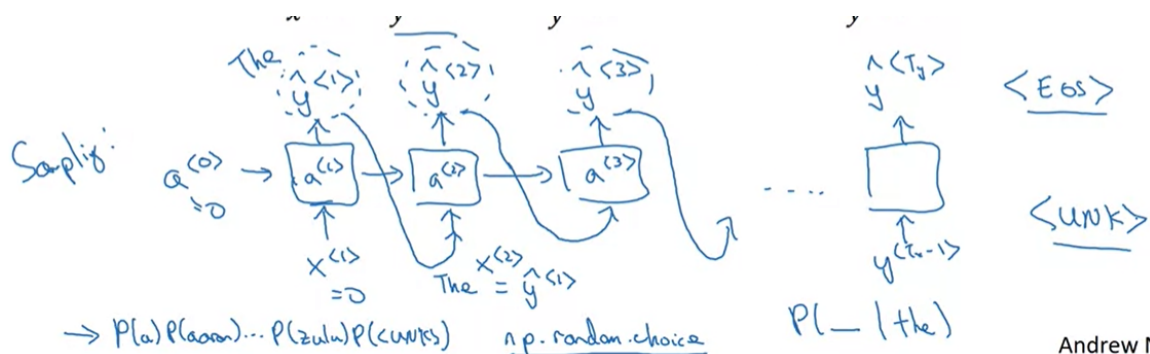 The ŷ<1> ŷ<2> ŷ<3> ŷ<Ty> <EOS>
Sampling: a<0> =0 a<1> a<2> a<3> .... <UNK>
x<1> =0 The x<2> = ŷ<1> y<Tx-1>
→ P(a)P(aaron)...P(zulu)P(<UNK>) np.random.choice P(_|the)
Andrew N